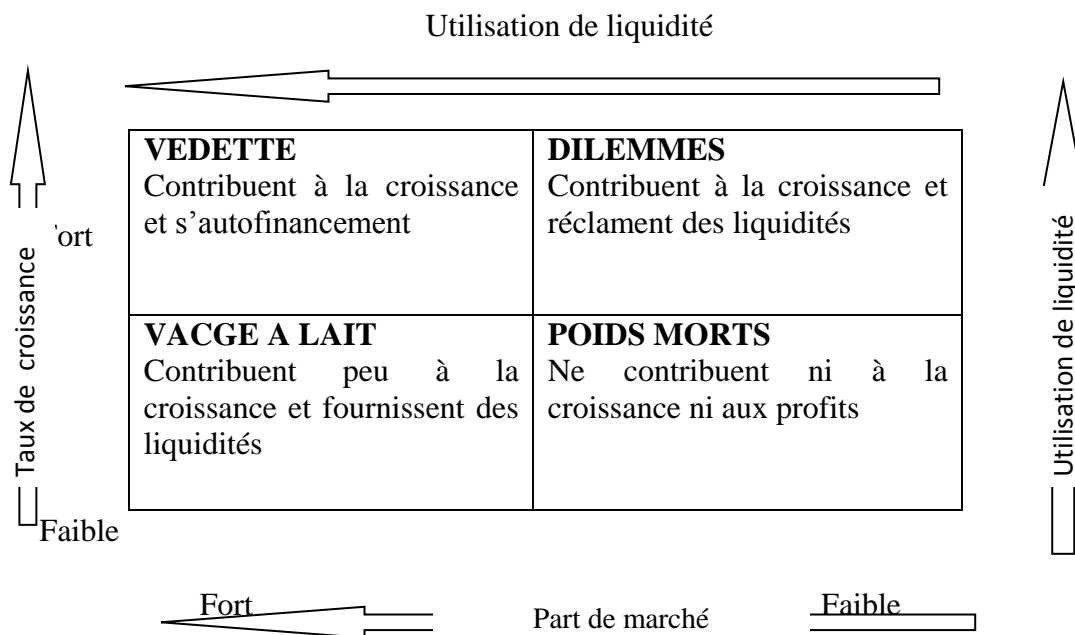 Utilisation de liquidité
VEDETTE
Contribuent à la croissance
et s’autofinancement
DILEMMES
Contribuent à la croissance et
réclament des liquidités
ort
Taux de croissance
Utilisation de liquidité
VACGE A LAIT
Contribuent peu à la
croissance et fournissent des
liquidités
POIDS MORTS
Ne contribuent ni à la
croissance ni aux profits
Faible
Fort
Part de marché
Faible